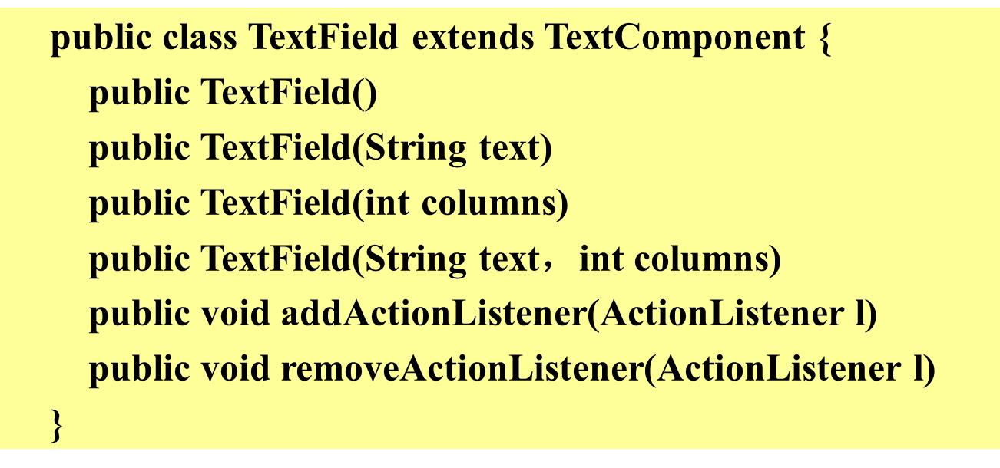 public class TextField extends TextComponent {
public TextField()
public TextField(String text)
public TextField(int columns)
public TextField(String text， int columns)
public void addActionListener(ActionListener l)
public void removeActionListener(ActionListener l)
}